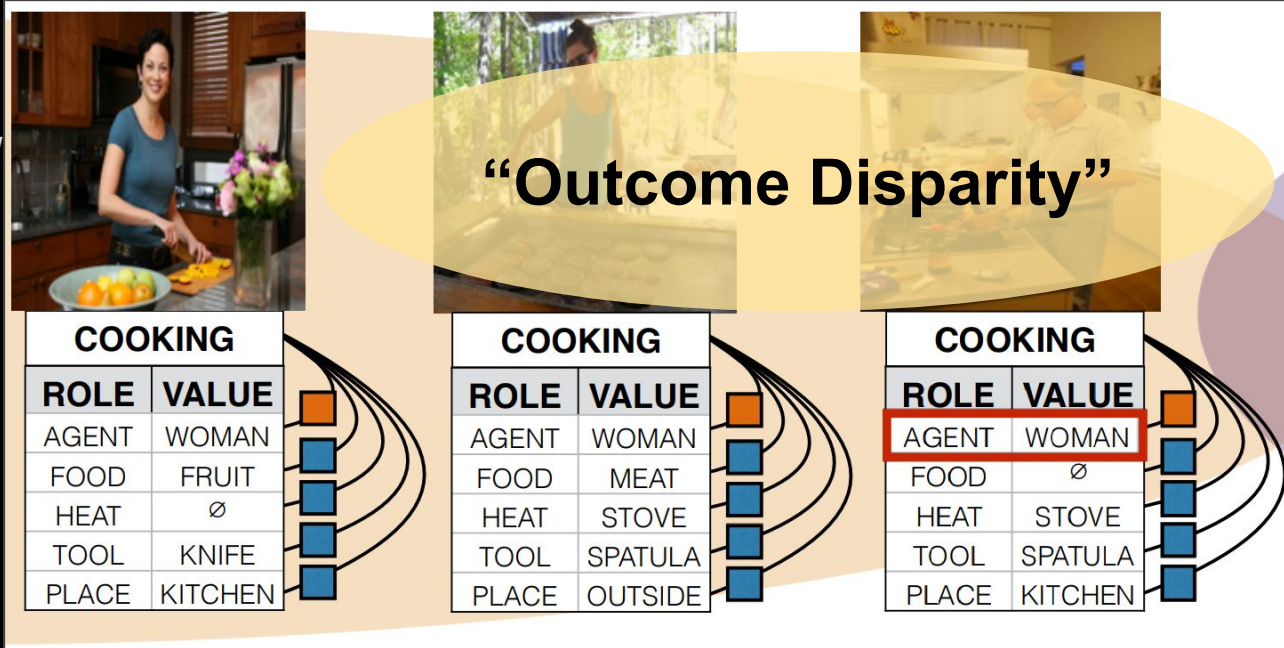 “Outcome Disparity”
COOKING
ROLE VALUE
AGENT WOMAN
FOOD FRUIT
HEAT ∅
TOOL KNIFE
PLACE KITCHEN
COOKING
ROLE VALUE
AGENT WOMAN
FOOD MEAT
HEAT STOVE
TOOL SPATULA
PLACE OUTSIDE
COOKING
ROLE VALUE
AGENT WOMAN
FOOD ∅
HEAT STOVE
TOOL SPATULA
PLACE KITCHEN